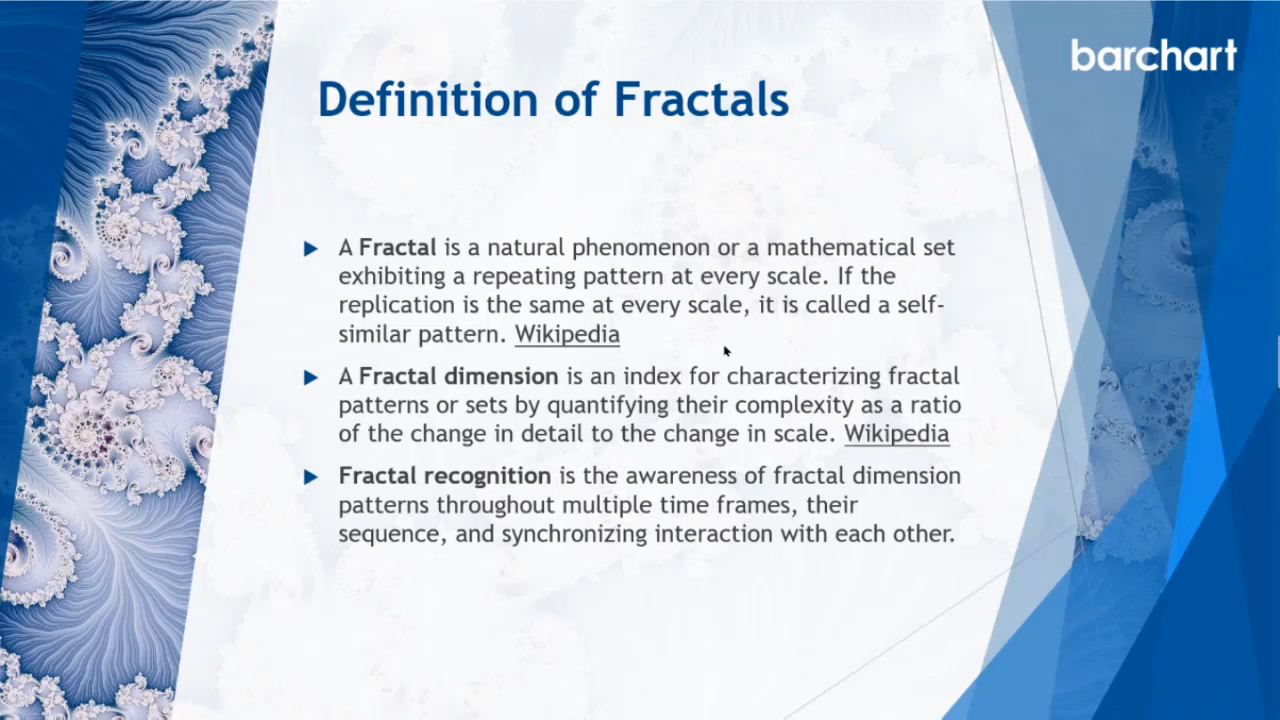 barchart
Definition of Fractals
A Fractal is a natural phenomenon or a mathematical set
exhibiting a repeating pattern at every scale. If the
replication is the same at every scale, it is called a self-
similar pattern. Wikipedia
A Fractal dimension is an index for characterizing fractal
patterns or sets by quantifying their complexity as a ratio
of the change in detail to the change in scale. Wikipedia
Fractal recognition is the awareness of fractal dimension
patterns throughout multiple time frames, their
sequence, and synchronizing interaction with each other.